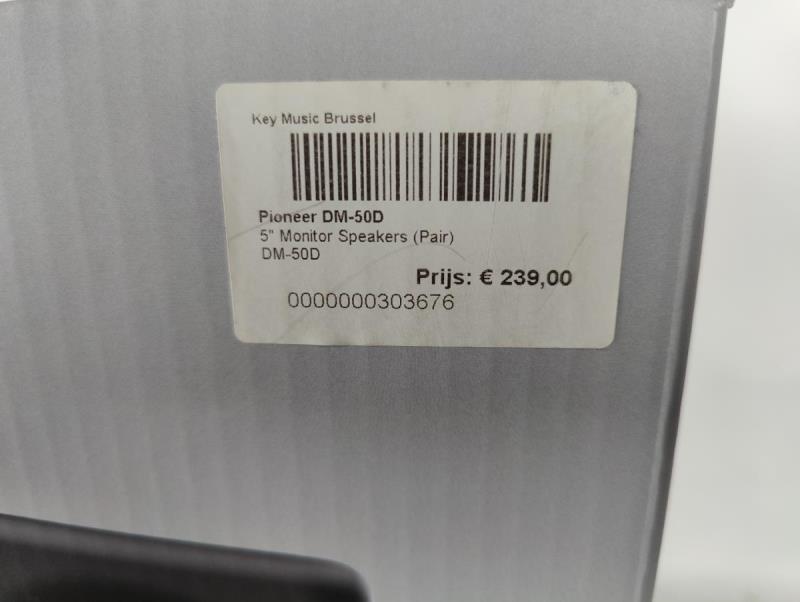 Key Music Brussel
Pioneer DM-50D
5" Monitor Speakers (Pair)
DM-50D
Prijs: € 239,00
0000000303676